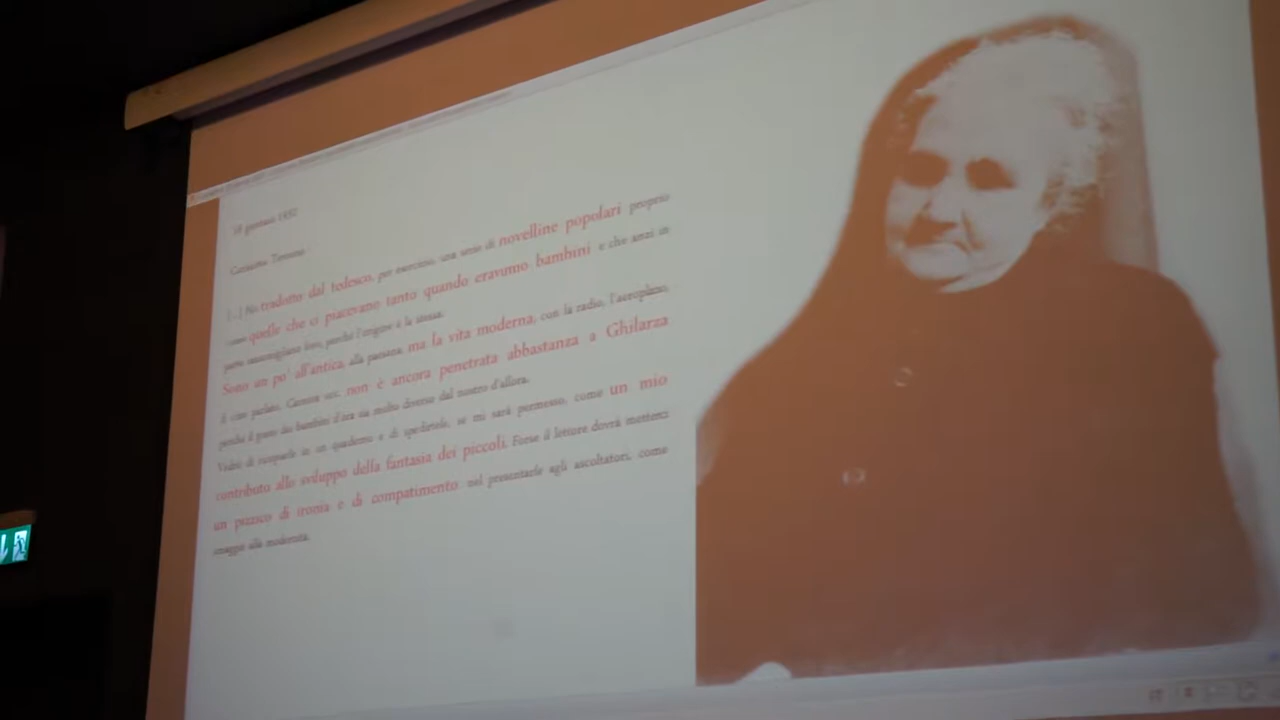 18 gennaio 1932
Carissima Teresina
[...] Ho tradotto dal tedesco, per esercizio, una serie di novelline popolari proprio
come quelle che ci piacevano tanto quando eravamo bambini e che anzi in
parte rassomigliano loro, perché l'origine è la stessa.
Sono un po' all'antica, alla paesana, ma la vita moderna, con la radio, l'aeroplano,
il cine parlato, Carnera ecc. non è ancora penetrata abbastanza a Ghilarza
perché il gusto dei bambini d'ora sia molto diverso dal nostro d'allora.
Vedrò di ricopiarle in un quaderno e di spedirtele, se mi sarà permesso, come un mio
contributo allo sviluppo della fantasia dei piccoli. Forse il lettore dovrà metterci
un pizzico di ironia e di compatimento nel presentarle agli ascoltatori, come
omaggio alla modernità.